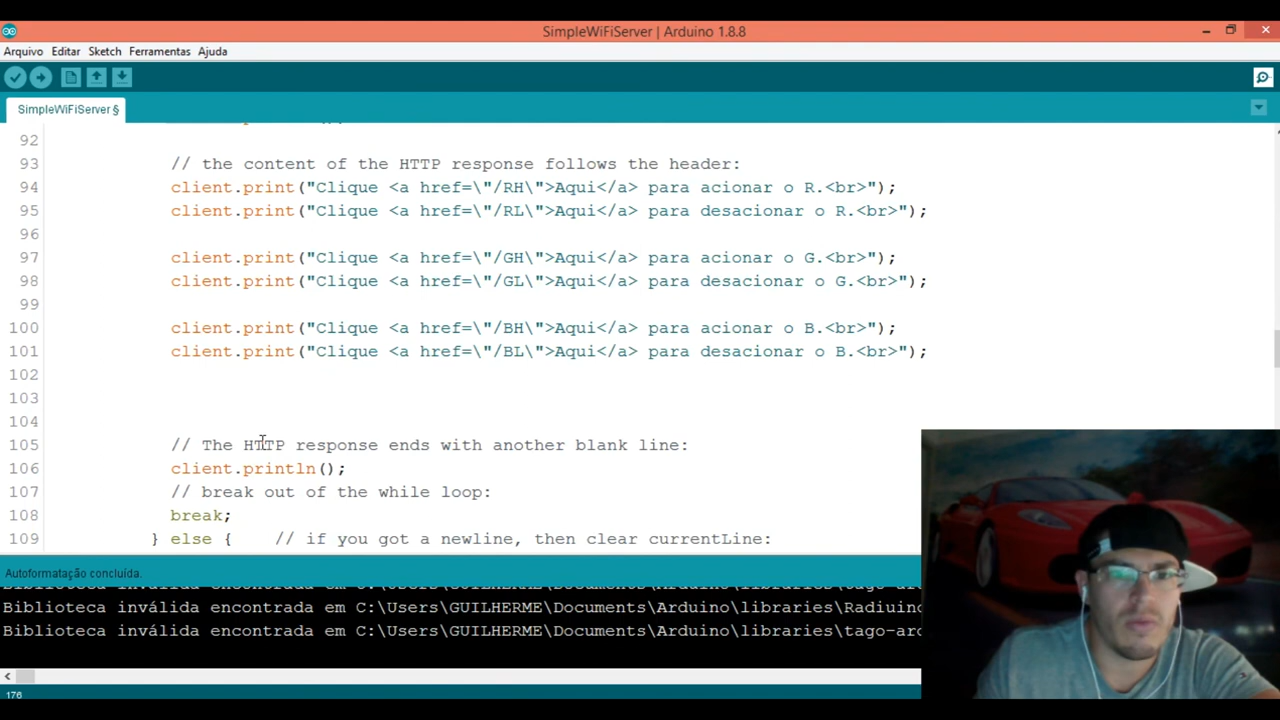 SimpleWiFiServer | Arduino 1.8.8
Arquivo Editar Sketch Ferramentas Ajuda
SimpleWiFiServer §
92
93 // the content of the HTTP response follows the header:
94 client.print("Clique <a href=\"/RH\">Aqui</a> para acionar o R.<br>");
95 client.print("Clique <a href=\"/RL\">Aqui</a> para desacionar o R.<br>");
96
97 client.print("Clique <a href=\"/GH\">Aqui</a> para acionar o G.<br>");
98 client.print("Clique <a href=\"/GL\">Aqui</a> para desacionar o G.<br>");
99
100 client.print("Clique <a href=\"/BH\">Aqui</a> para acionar o B.<br>");
101 client.print("Clique <a href=\"/BL\">Aqui</a> para desacionar o B.<br>");
102
103
104
105 // The HTTP response ends with another blank line:
106 client.println();
107 // break out of the while loop:
108 break;
109 } else { // if you got a newline, then clear currentLine:
Autoformatação concluída.
Biblioteca inválida encontrada em C:\Users\GUILHERME\Documents\Arduino\libraries\Radiuino
Biblioteca inválida encontrada em C:\Users\GUILHERME\Documents\Arduino\libraries\tago-ard
176